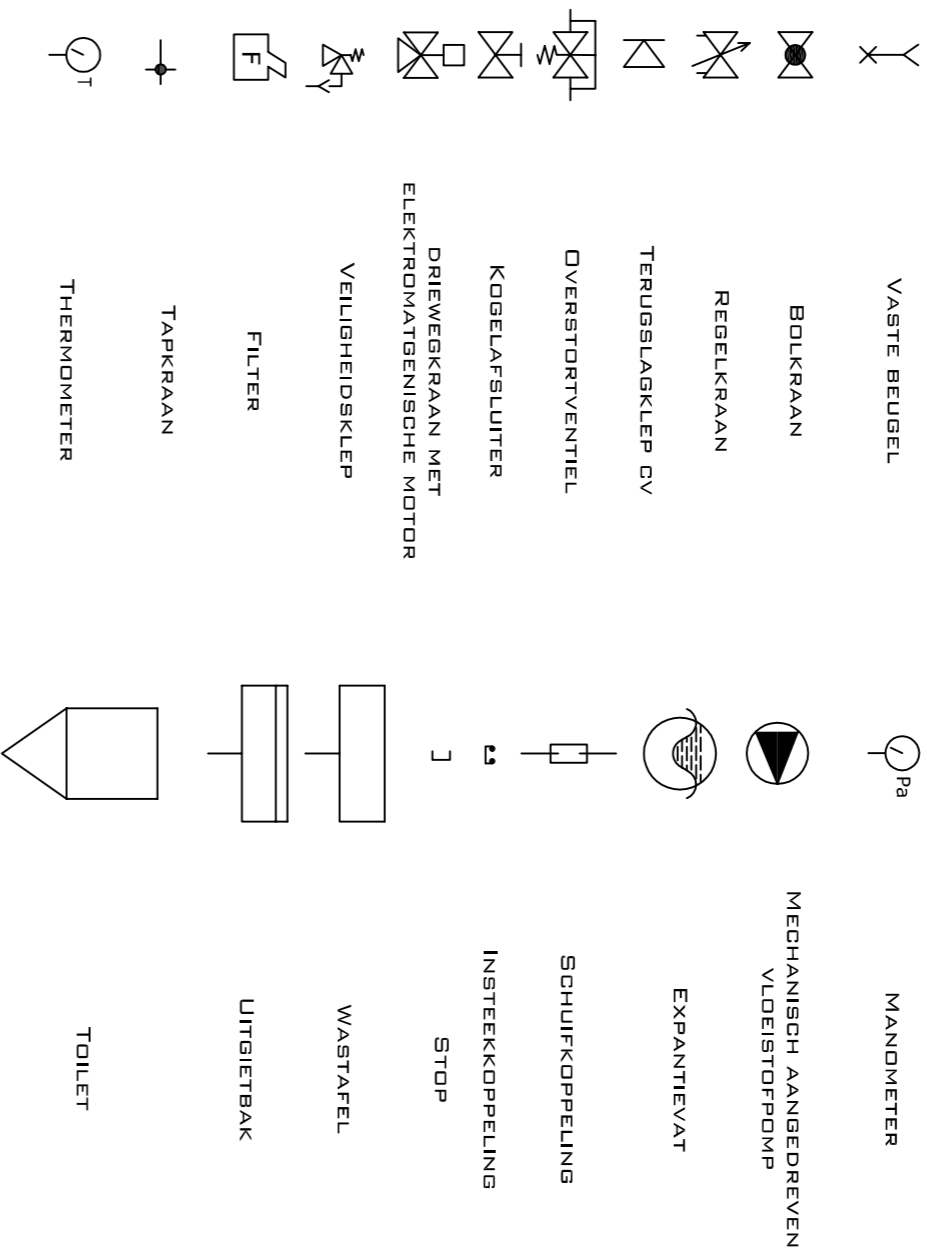 Vaste beugel
Bolkraan
Regelkraan
Terugslagklep CV
Overstortventiel
Kogelafsluiter
driewegkraan met
elektromatgenische motor
Veiligheidsklep
F
Filter
Tapkraan
T
Thermometer
Pa
Manometer
Mechanisch aangedreven
vloeistofpomp
Expantievat
Schuifkoppeling
Insteekkoppeling
Stop
Wastafel
Uitgietbak
Toilet